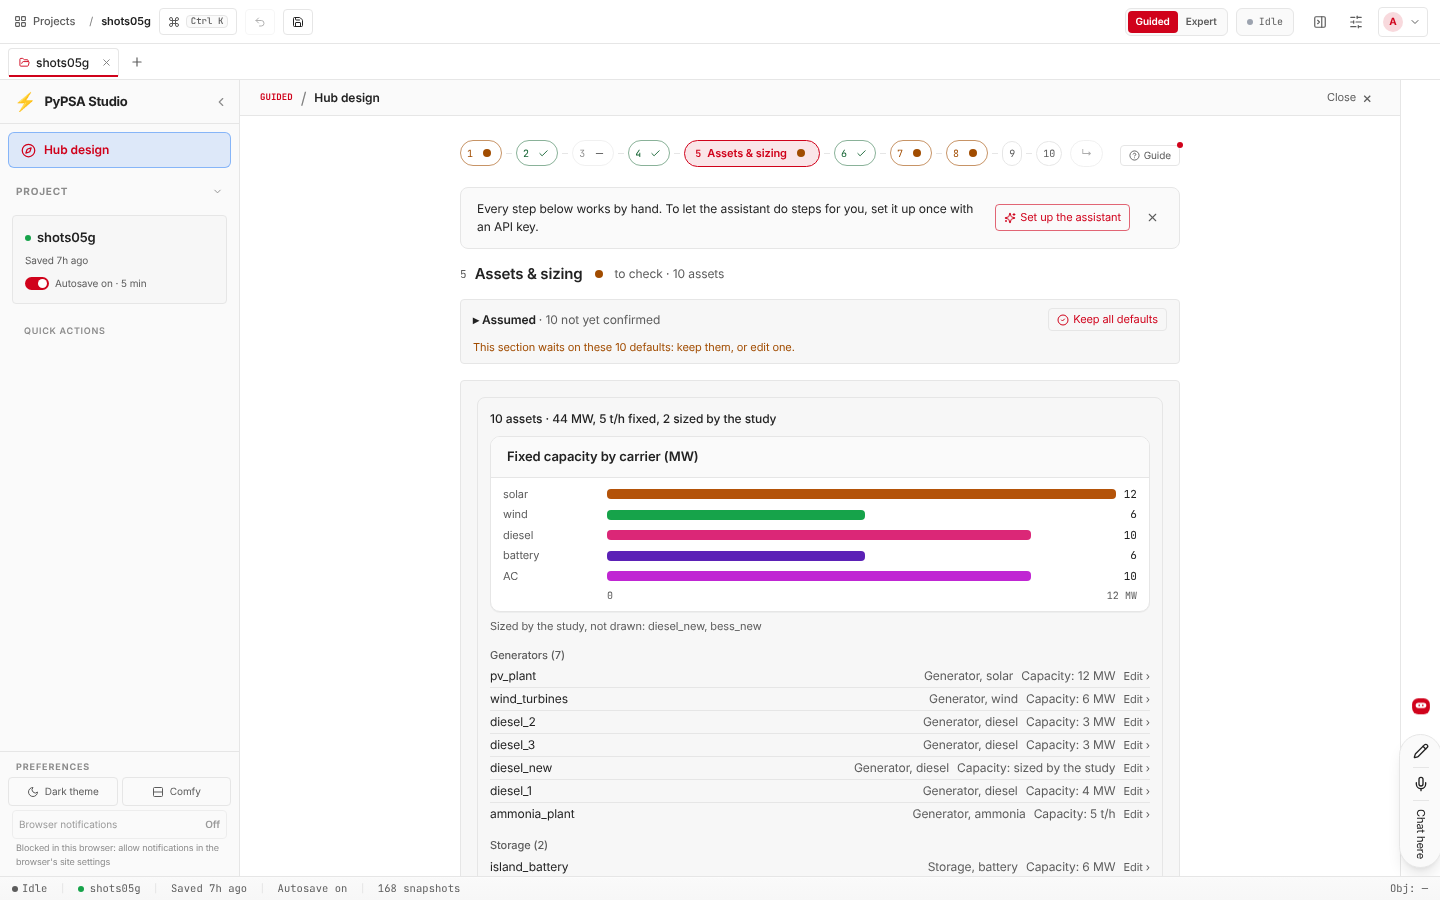 Projects / shots05g ⌘ Ctrl K
Guided Expert Idle A
shots05g × +
PyPSA Studio
Hub design
PROJECT
shots05g
Saved 7h ago
Autosave on · 5 min
QUICK ACTIONS
PREFERENCES
Dark theme Comfy
Browser notifications Off
Blocked in this browser: allow notifications in the
browser's site settings
GUIDED / Hub design Close ×
1 2 3 4 5 Assets & sizing 6 7 8 9 10 Guide
Every step below works by hand. To let the assistant do steps for you, set it up once with
an API key.
Set up the assistant
5 Assets & sizing to check · 10 assets
▸ Assumed · 10 not yet confirmed Keep all defaults
This section waits on these 10 defaults: keep them, or edit one.
10 assets · 44 MW, 5 t/h fixed, 2 sized by the study
Fixed capacity by carrier (MW)
solar 12
wind 6
diesel 10
battery 6
AC 10
0 12 MW
Sized by the study, not drawn: diesel_new, bess_new
Generators (7)
pv_plant Generator, solar Capacity: 12 MW Edit ›
wind_turbines Generator, wind Capacity: 6 MW Edit ›
diesel_2 Generator, diesel Capacity: 3 MW Edit ›
diesel_3 Generator, diesel Capacity: 3 MW Edit ›
diesel_new Generator, diesel Capacity: sized by the study Edit ›
diesel_1 Generator, diesel Capacity: 4 MW Edit ›
ammonia_plant Generator, ammonia Capacity: 5 t/h Edit ›
Storage (2)
island_battery Storage, battery Capacity: 6 MW Edit ›
Chat here
Idle shots05g Saved 7h ago Autosave on 168 snapshots Obj: —